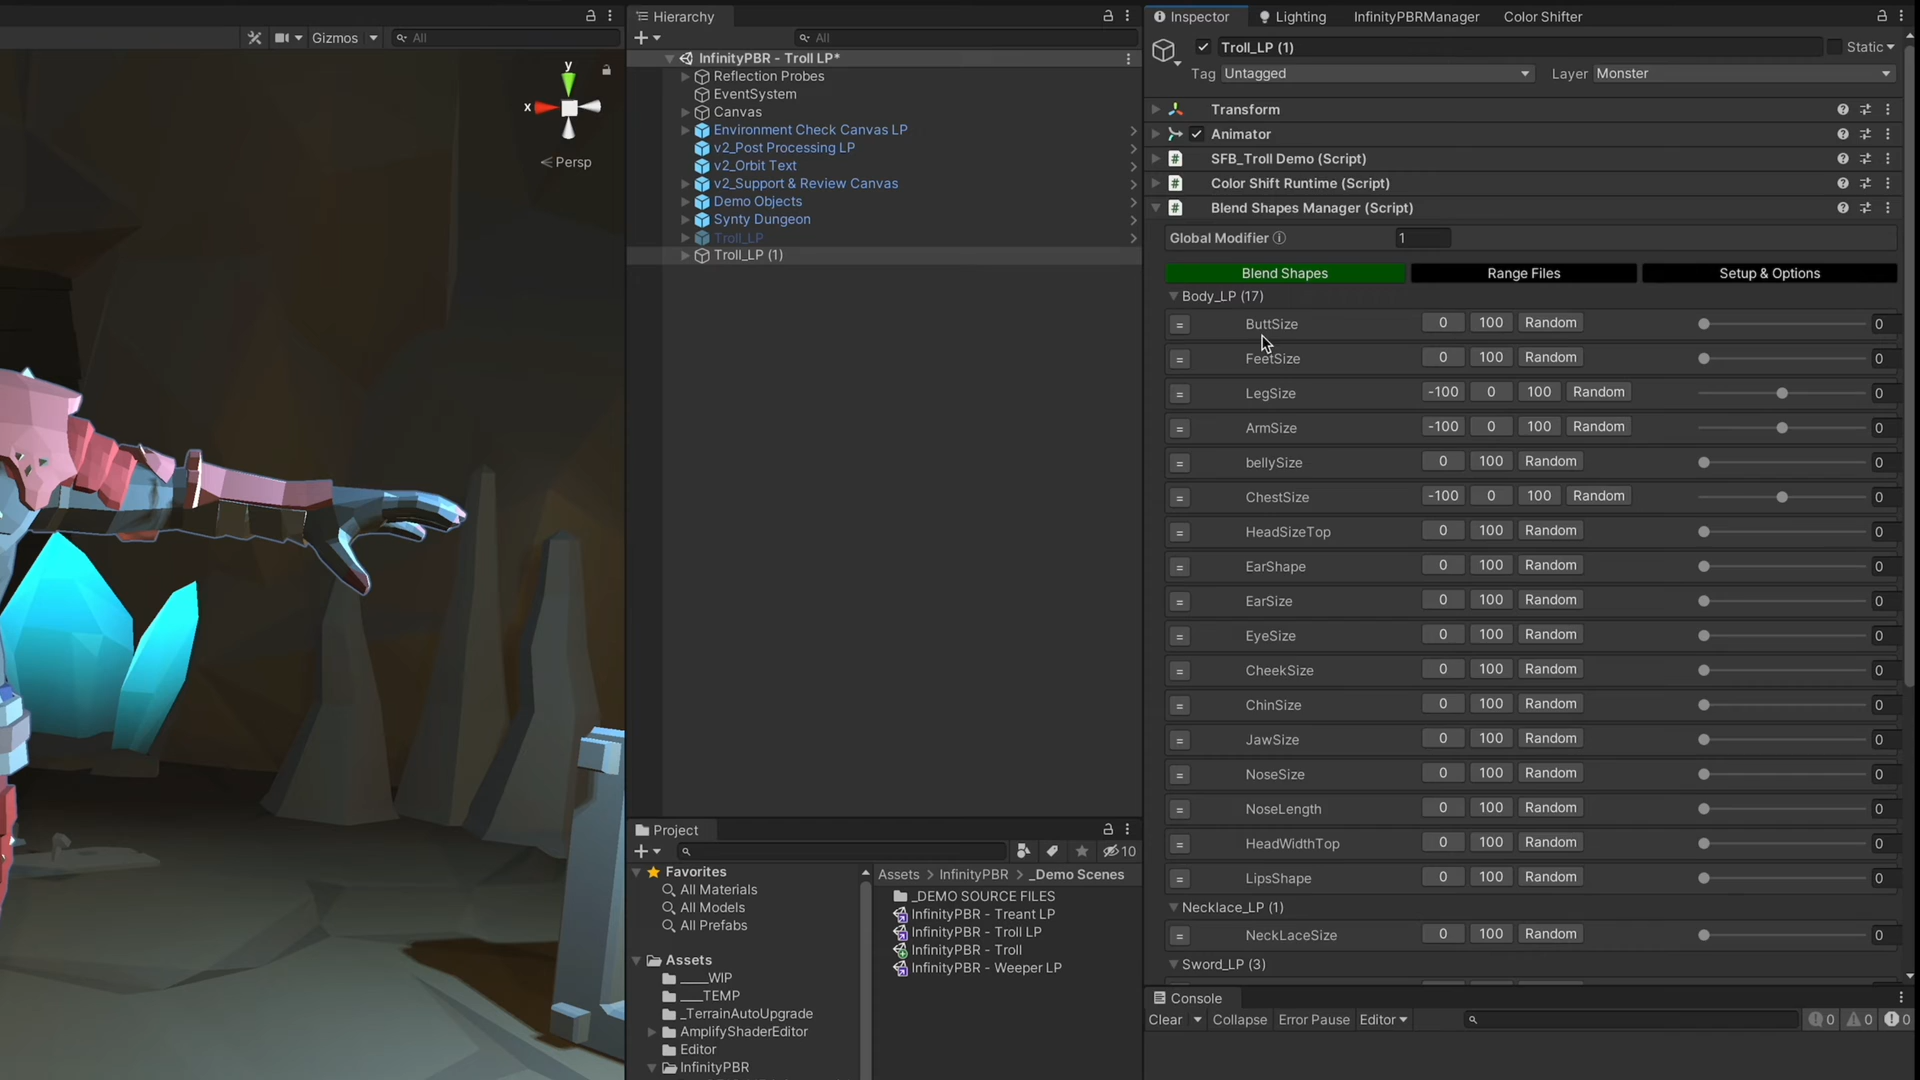 Gizmos
All
y
x
Persp
Hierarchy
All
InfinityPBR - Troll LP*
Reflection Probes
EventSystem
Canvas
Environment Check Canvas LP
v2_Post Processing LP
v2_Orbit Text
v2_Support & Review Canvas
Demo Objects
Synty Dungeon
Troll_LP
Troll_LP (1)
Project
10
Favorites
All Materials
All Models
All Prefabs
Assets
____WIP
___TEMP
_TerrainAutoUpgrade
AmplifyShaderEditor
Editor
InfinityPBR
Assets > InfinityPBR > _Demo Scenes
_DEMO SOURCE FILES
InfinityPBR - Treant LP
InfinityPBR - Troll LP
InfinityPBR - Troll
InfinityPBR - Weeper LP
Inspector Lighting InfinityPBRManager Color Shifter
Troll_LP (1) Static
Tag Untagged Layer Monster
Transform
Animator
SFB_Troll Demo (Script)
Color Shift Runtime (Script)
Blend Shapes Manager (Script)
Global Modifier 1
Blend Shapes Range Files Setup & Options
Body_LP (17)
= ButtSize 0 100 Random 0
= FeetSize 0 100 Random 0
= LegSize -100 0 100 Random 0
= ArmSize -100 0 100 Random 0
= bellySize 0 100 Random 0
= ChestSize -100 0 100 Random 0
= HeadSizeTop 0 100 Random 0
= EarShape 0 100 Random 0
= EarSize 0 100 Random 0
= EyeSize 0 100 Random 0
= CheekSize 0 100 Random 0
= ChinSize 0 100 Random 0
= JawSize 0 100 Random 0
= NoseSize 0 100 Random 0
= NoseLength 0 100 Random 0
= HeadWidthTop 0 100 Random 0
= LipsShape 0 100 Random 0
Necklace_LP (1)
= NeckLaceSize 0 100 Random 0
Sword_LP (3)
Console
Clear Collapse Error Pause Editor 0 0 0